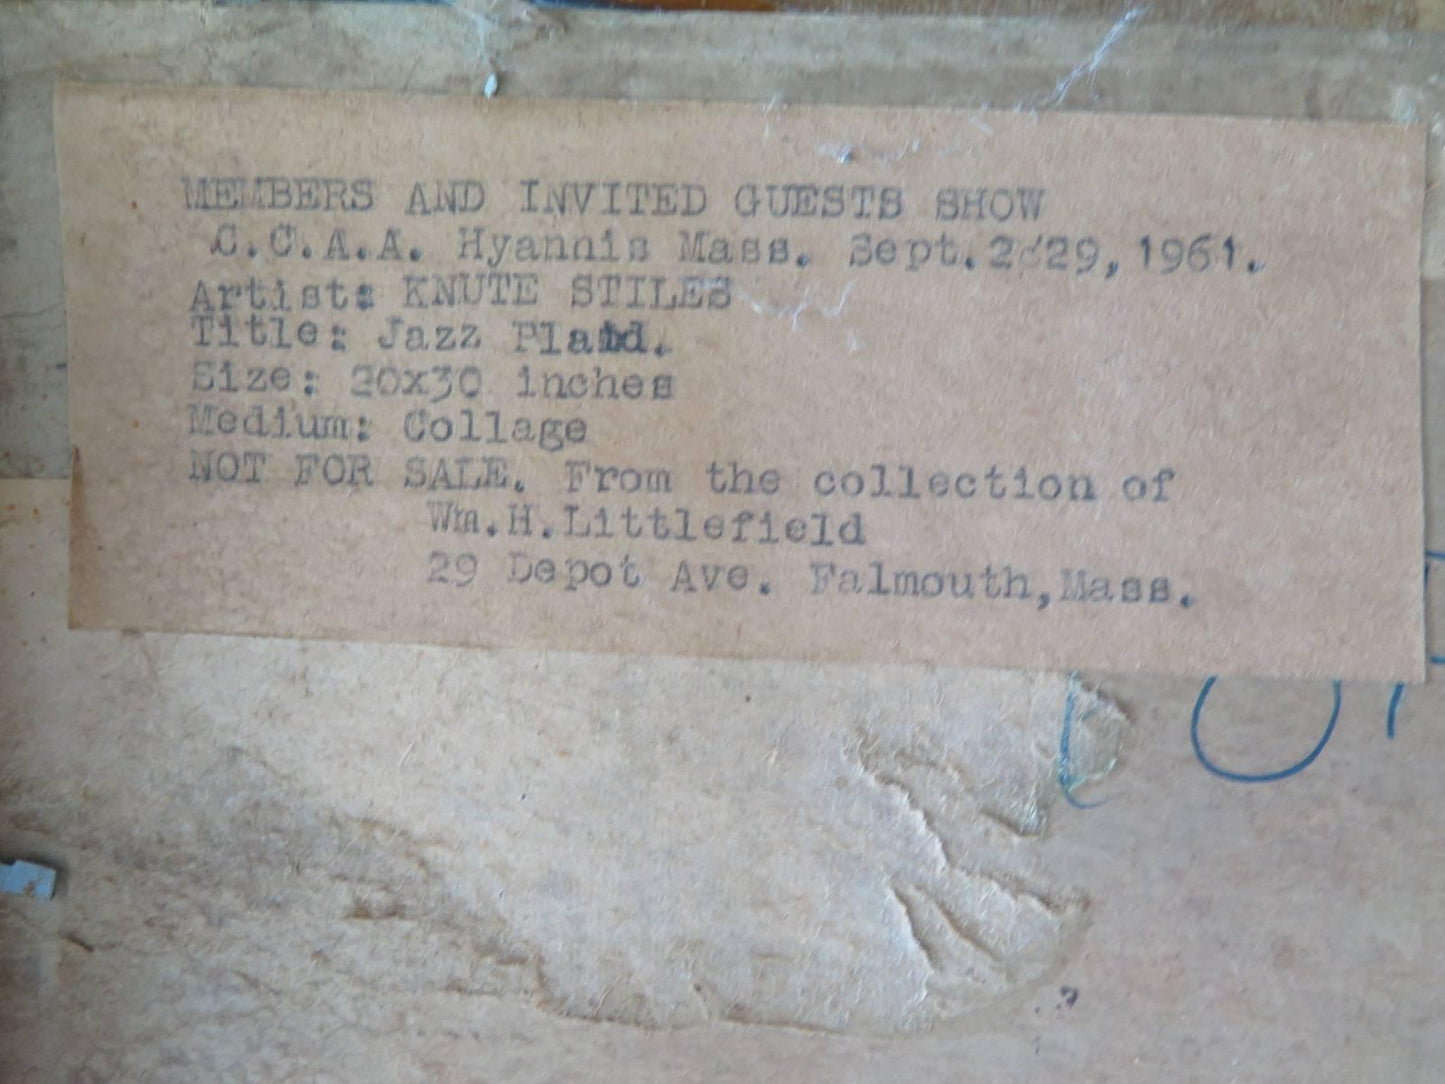 MEMBERS AND INVITED GUESTS SHOW
C.C.A.A. Hyannis Mass. Sept. 29, 1961.
Artist: KNUTE STILES
Title: Jazz Plaid.
Size: 20x30 inches
Medium: Collage
NOT FOR SALE. From the collection of
Wm.H.Littlefield
29 Depot Ave. Falmouth,Mass.